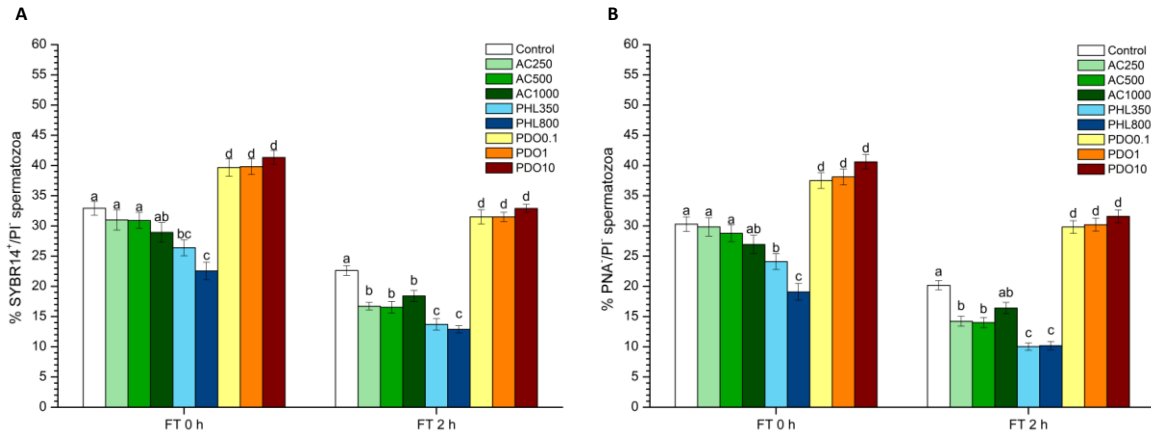 A
% SYBR14⁺/PI⁻ spermatozoa
60
55
50
45
40
35
30
25
20
15
10
5
0
Control
AC250
AC500
AC1000
PHL350
PHL800
PDO0.1
PDO1
PDO10
a a a ab bc c d d d
a b b b c c d d d
FT 0 h FT 2 h
B
% PNA⁻/PI⁻ spermatozoa
60
55
50
45
40
35
30
25
20
15
10
5
0
Control
AC250
AC500
AC1000
PHL350
PHL800
PDO0.1
PDO1
PDO10
a a a ab b c d d d
a b b ab c c d d d
FT 0 h FT 2 h